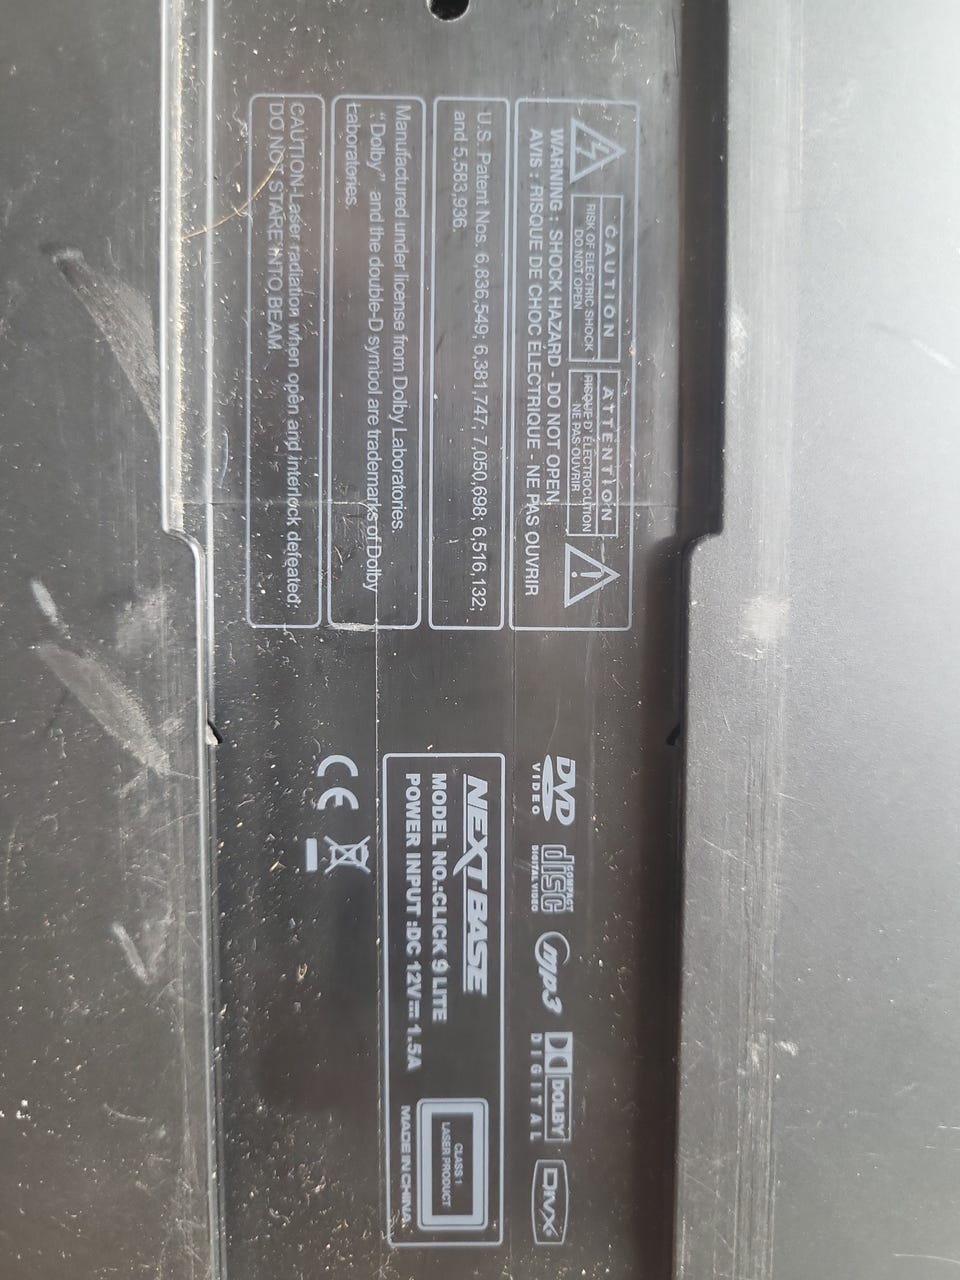 CAUTION
RISK OF ELECTRIC SHOCK
DO NOT OPEN
ATTENTION
RISQUE D' ÉLECTROCUTION
NE PAS OUVRIR
WARNING : SHOCK HAZARD - DO NOT OPEN.
AVIS : RISQUE DE CHOC ELECTRIQUE - NE PAS OUVRIR
U.S. Patent Nos. 6,836,549; 6,381,747; 7,050,698; 6,516,132;
and 5,583,936.
Manufactured under license from Dolby Laboratories.
"Dolby" and the double-D symbol are trademarks of Dolby
Laboratories.
CAUTION-Laser radiation when open and interlock defeated.
DO NOT STARE INTO BEAM.
DVD
VIDEO
COMPACT
disc
DIGITAL VIDEO
mp3
DOLBY
DIGITAL
DIVX
NEXTBASE
MODEL NO.:CLICK 9 LITE
POWER INPUT :DC 12V⎓ 1.5A
CLASS 1
LASER PRODUCT
MADE IN CHINA
CE